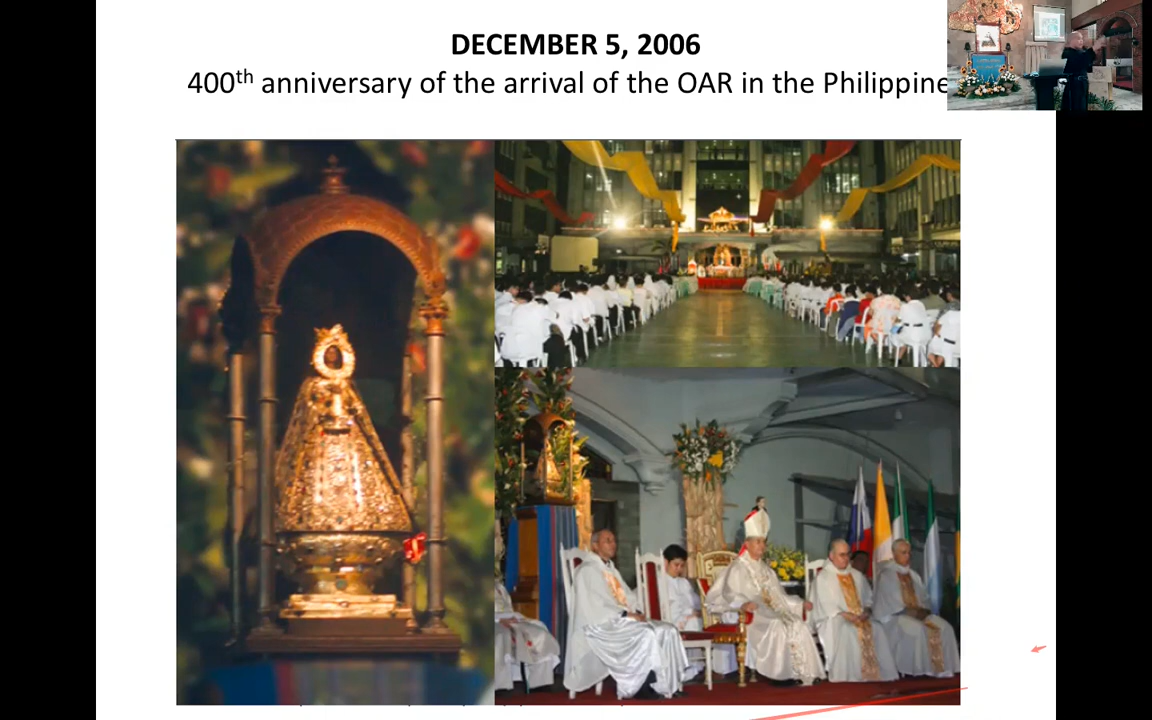 DECEMBER 5, 2006
400th anniversary of the arrival of the OAR in the Philippine